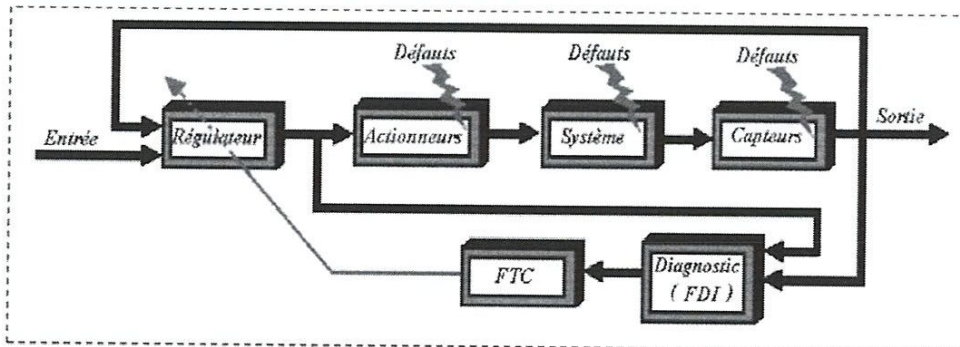 Défauts
Défauts
Défauts
Entrée
Régulateur
Actionneurs
Système
Capteurs
Sortie
FTC
Diagnostic
( FDI )